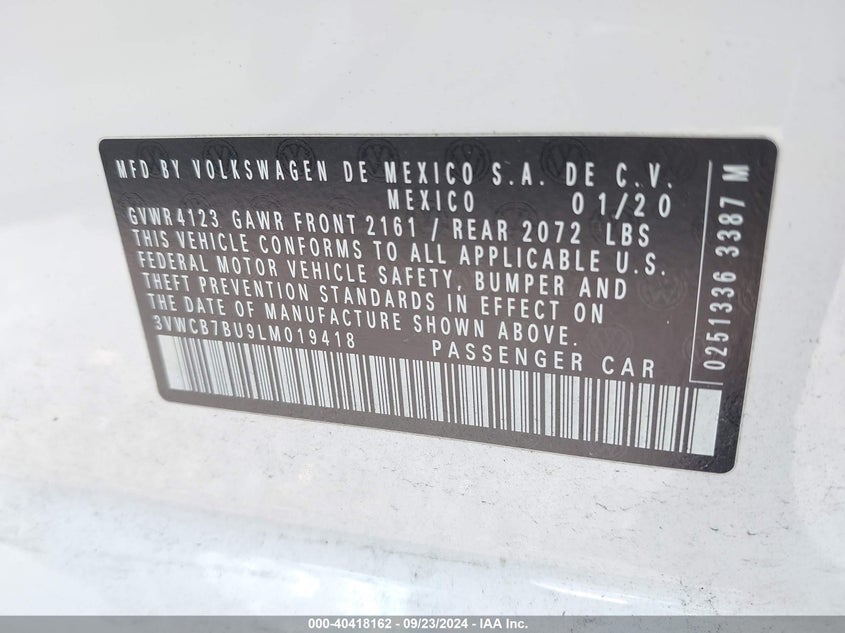 MFD BY VOLKSWAGEN DE MEXICO S.A. DE C.V.
MEXICO 01/20
GVWR 4123 GAWR FRONT 2161 / REAR 2072 LBS
THIS VEHICLE CONFORMS TO ALL APPLICABLE U.S.
FEDERAL MOTOR VEHICLE SAFETY, BUMPER AND
THEFT PREVENTION STANDARDS IN EFFECT ON
THE DATE OF MANUFACTURE SHOWN ABOVE.
3VWCB7BU9LM019418 PASSENGER CAR
0251336 3387 M
000-40418162 - 09/23/2024 - IAA Inc.